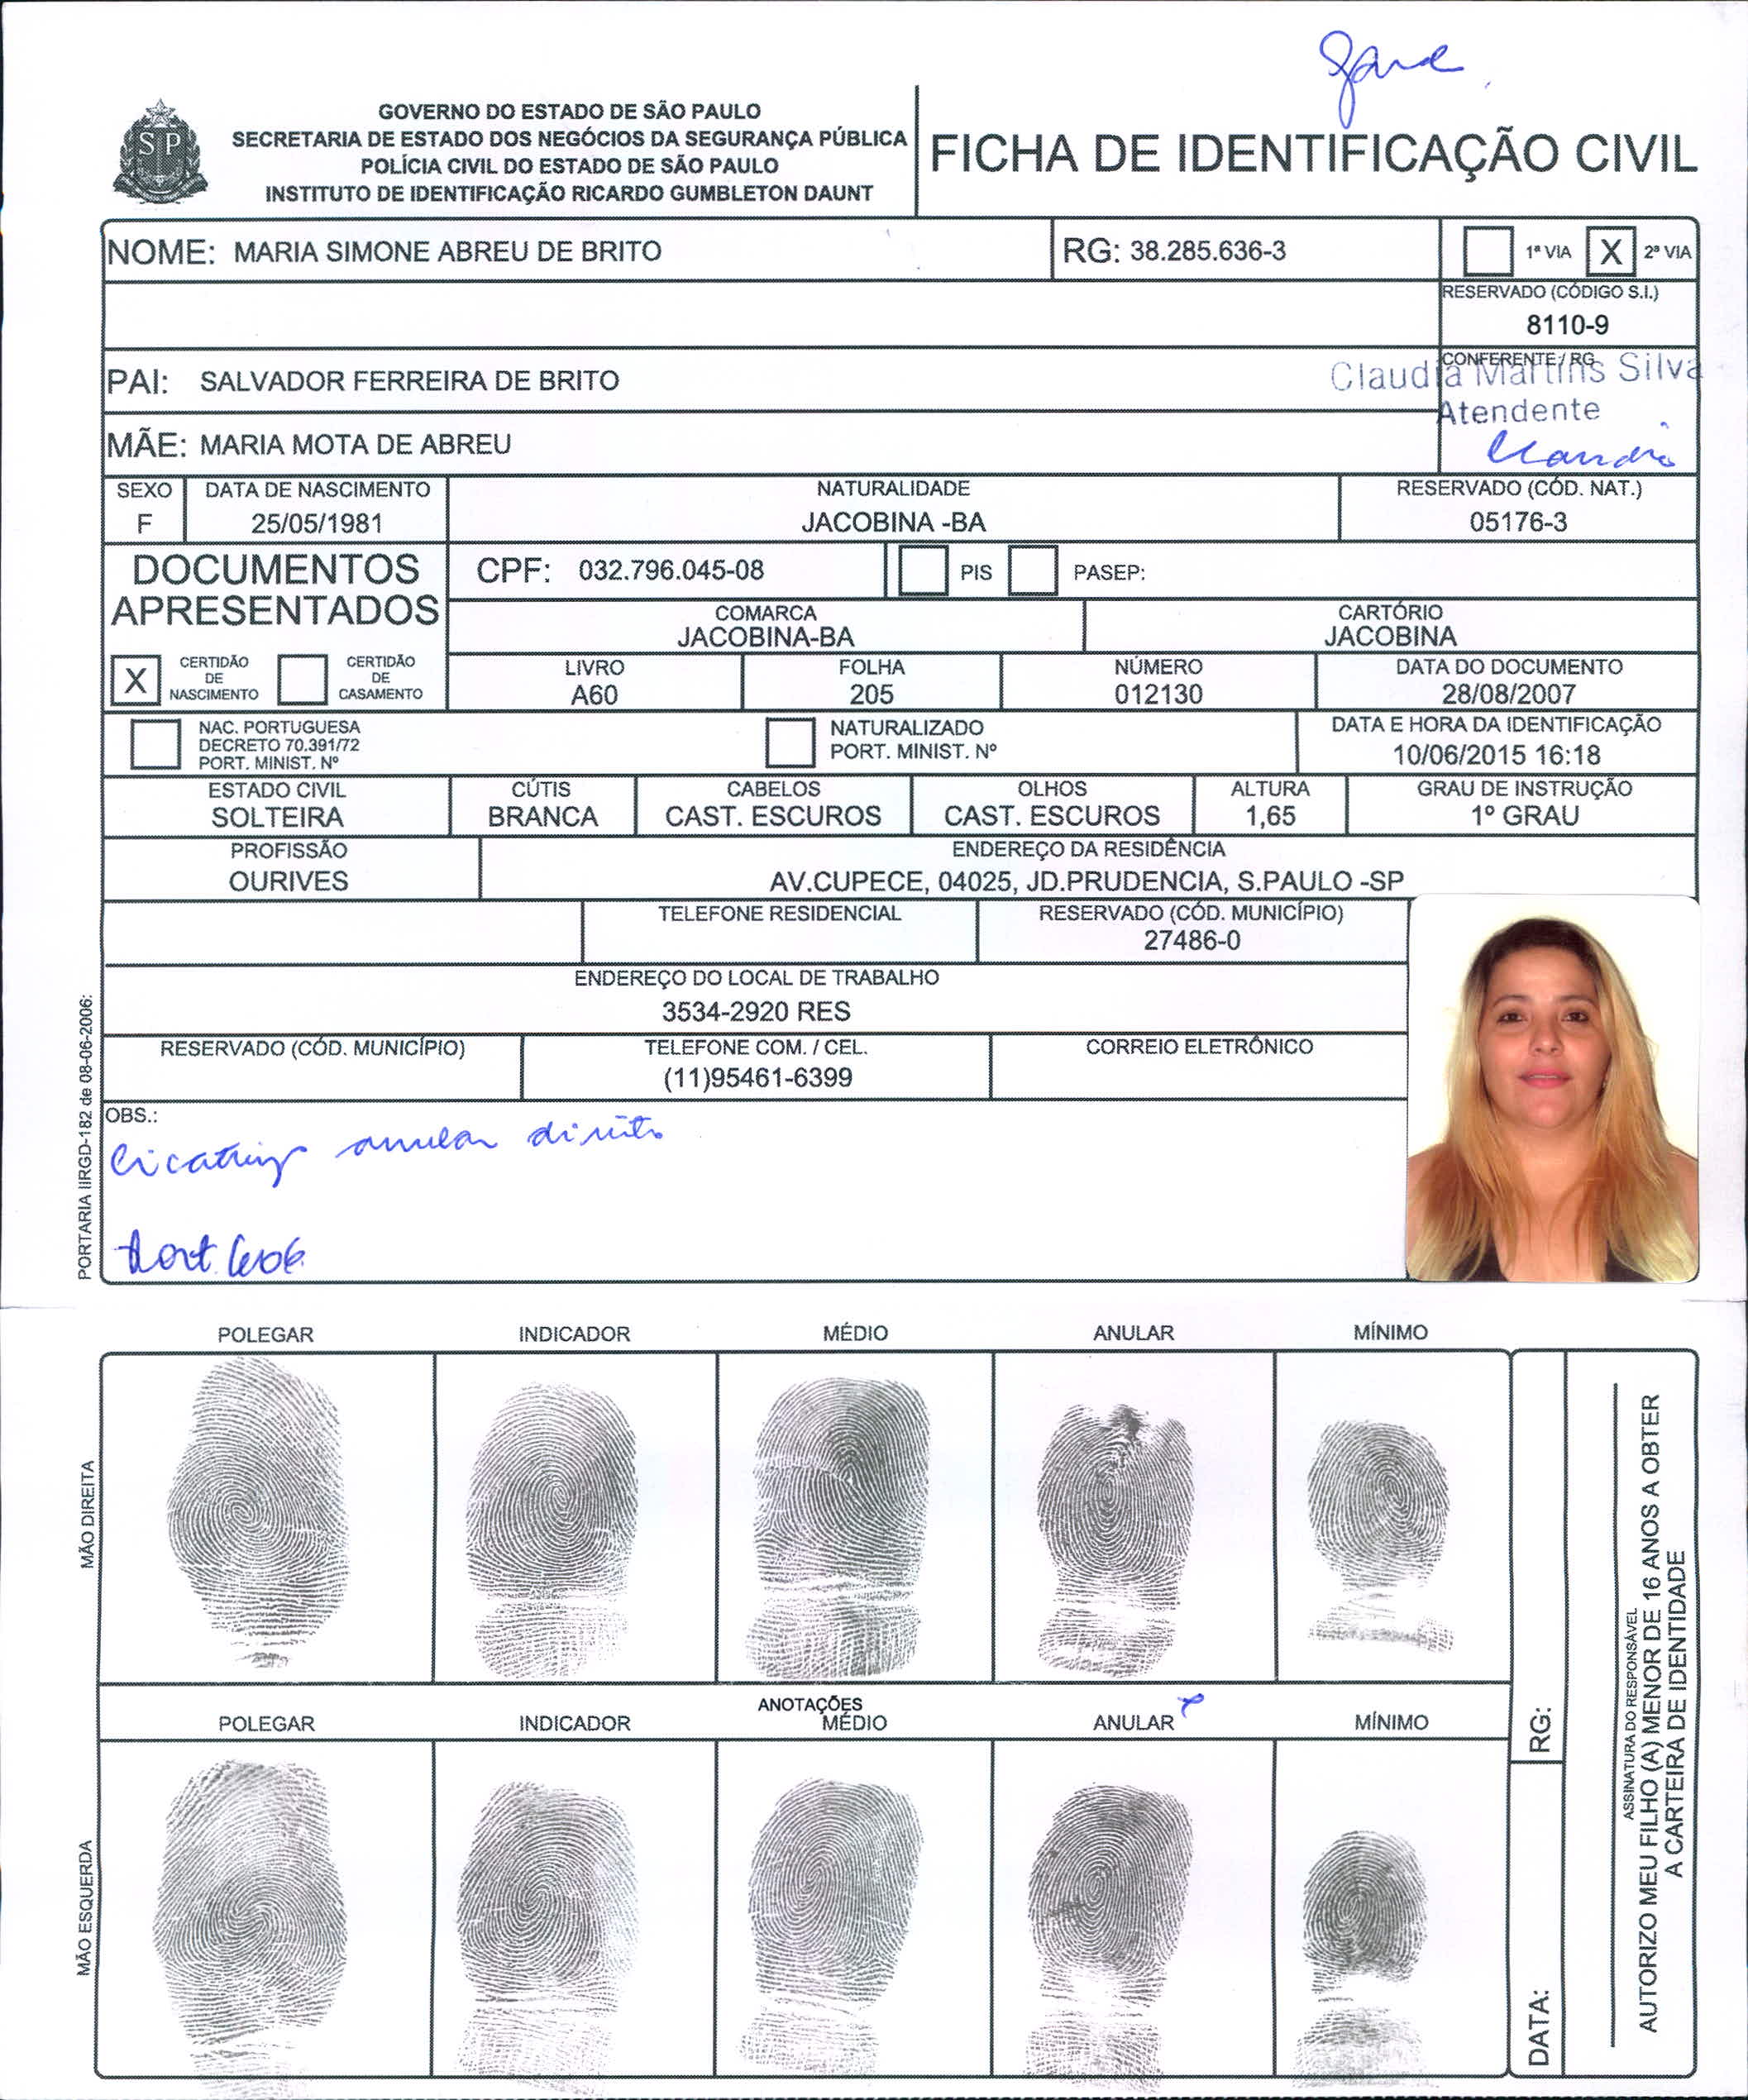 Jane
SP
GOVERNO DO ESTADO DE SÃO PAULO
SECRETARIA DE ESTADO DOS NEGÓCIOS DA SEGURANÇA PÚBLICA
POLÍCIA CIVIL DO ESTADO DE SÃO PAULO
INSTITUTO DE IDENTIFICAÇÃO RICARDO GUMBLETON DAUNT
FICHA DE IDENTIFICAÇÃO CIVIL
NOME: MARIA SIMONE ABREU DE BRITO
RG: 38.285.636-3
1ª VIA X 2ª VIA
RESERVADO (CÓDIGO S.I.)
8110-9
PAI: SALVADOR FERREIRA DE BRITO
CONFERENTE / RG
Claudia Martins Silva
Atendente
Claudia
MÃE: MARIA MOTA DE ABREU
SEXO
F
DATA DE NASCIMENTO
25/05/1981
NATURALIDADE
JACOBINA -BA
RESERVADO (CÓD. NAT.)
05176-3
DOCUMENTOS
APRESENTADOS
CPF: 032.796.045-08
PIS PASEP:
COMARCA
JACOBINA-BA
CARTÓRIO
JACOBINA
X CERTIDÃO
DE
NASCIMENTO
CERTIDÃO
DE
CASAMENTO
LIVRO
A60
FOLHA
205
NÚMERO
012130
DATA DO DOCUMENTO
28/08/2007
NAC. PORTUGUESA
DECRETO 70.391/72
PORT. MINIST. Nº
NATURALIZADO
PORT. MINIST. Nº
DATA E HORA DA IDENTIFICAÇÃO
10/06/2015 16:18
ESTADO CIVIL
SOLTEIRA
CÚTIS
BRANCA
CABELOS
CAST. ESCUROS
OLHOS
CAST. ESCUROS
ALTURA
1,65
GRAU DE INSTRUÇÃO
1º GRAU
PROFISSÃO
OURIVES
ENDEREÇO DA RESIDÊNCIA
AV.CUPECE, 04025, JD.PRUDENCIA, S.PAULO -SP
TELEFONE RESIDENCIAL
RESERVADO (CÓD. MUNICÍPIO)
27486-0
ENDEREÇO DO LOCAL DE TRABALHO
3534-2920 RES
RESERVADO (CÓD. MUNICÍPIO)
TELEFONE COM. / CEL.
(11)95461-6399
CORREIO ELETRÔNICO
PORTARIA IIRGD-182 de 08-06-2006:
OBS.:
Cicatriz anular direito
POLEGAR INDICADOR MÉDIO ANULAR MÍNIMO
MÃO DIREITA
ANOTAÇÕES
POLEGAR INDICADOR MÉDIO ANULAR MÍNIMO
MÃO ESQUERDA
RG:
DATA:
ASSINATURA DO RESPONSÁVEL
AUTORIZO MEU FILHO (A) MENOR DE 16 ANOS A OBTER
A CARTEIRA DE IDENTIDADE